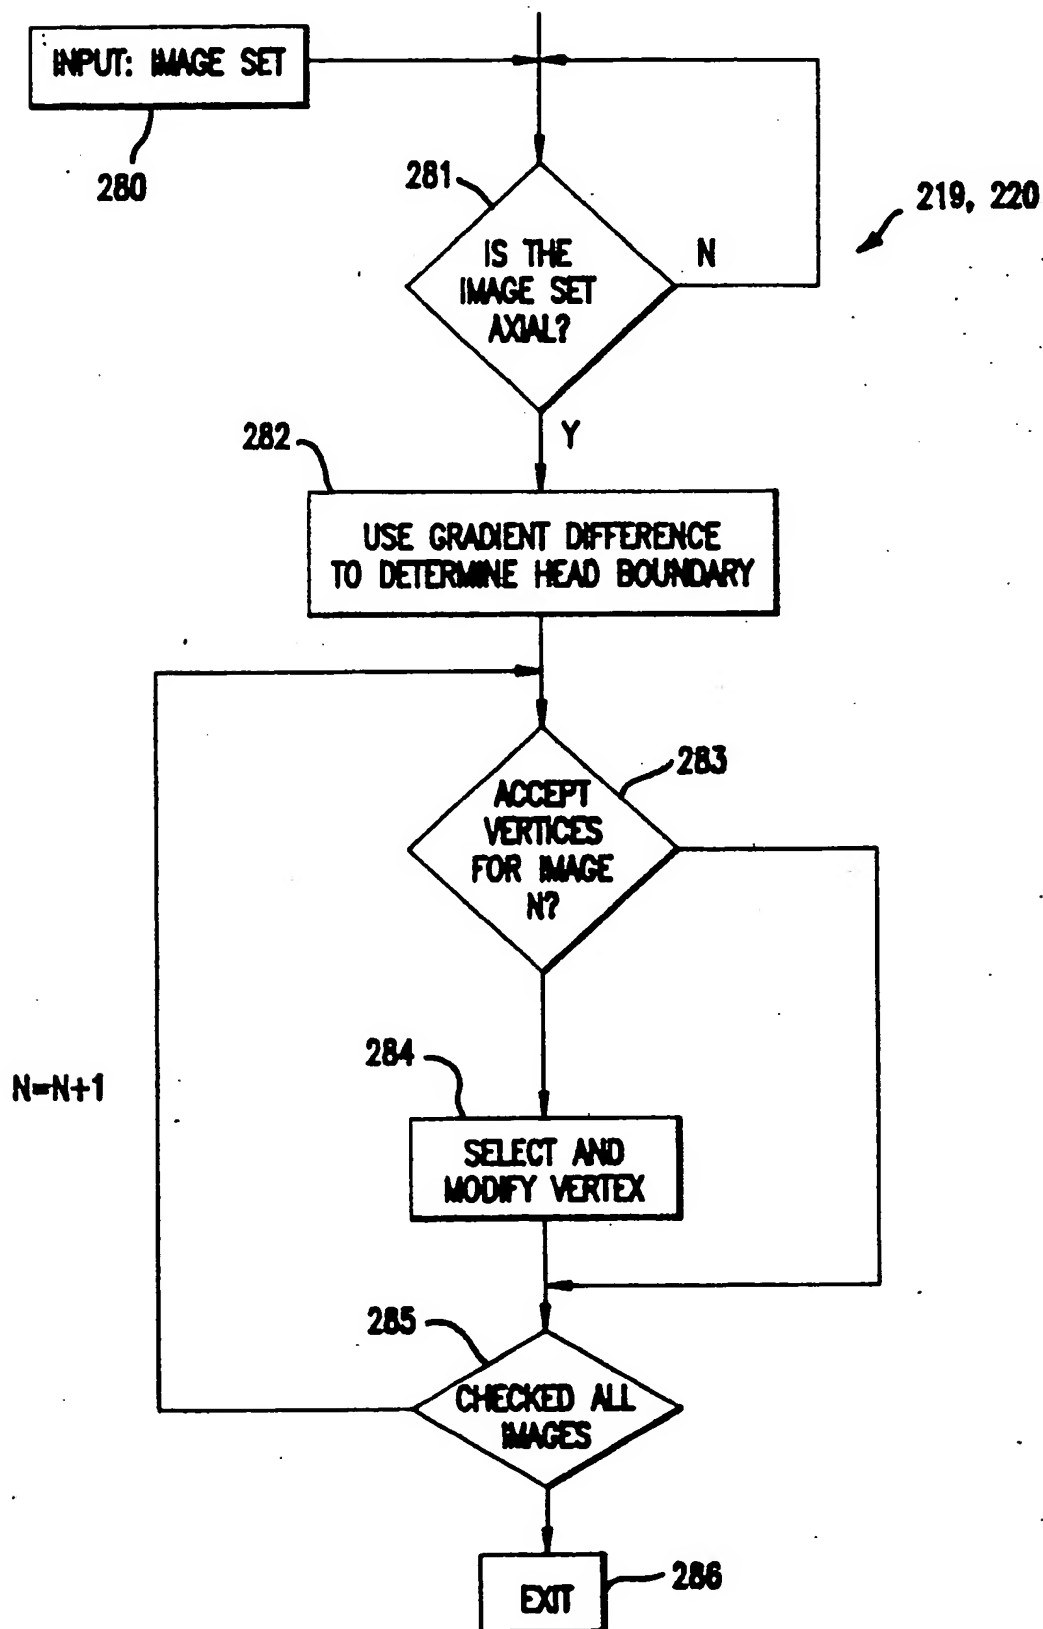 INPUT: IMAGE SET
280
281
219, 220
IS THE
IMAGE SET
AXIAL?
N
Y
282
USE GRADIENT DIFFERENCE
TO DETERMINE HEAD BOUNDARY
283
ACCEPT
VERTICES
FOR IMAGE
N?
284
N=N+1
SELECT AND
MODIFY VERTEX
285
CHECKED ALL
IMAGES
EXIT
286